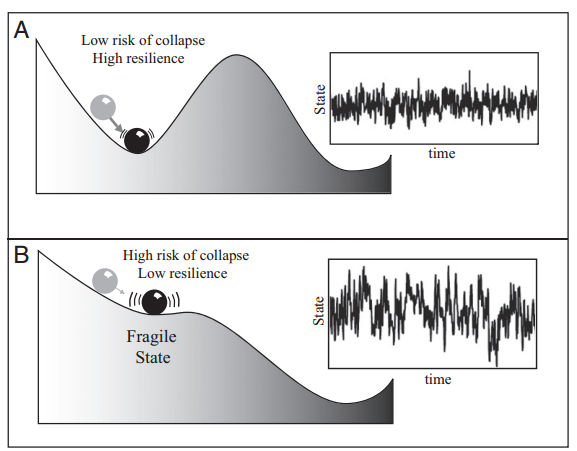 A
Low risk of collapse
High resilience
State
time
B
High risk of collapse
Low resilience
Fragile
State
State
time